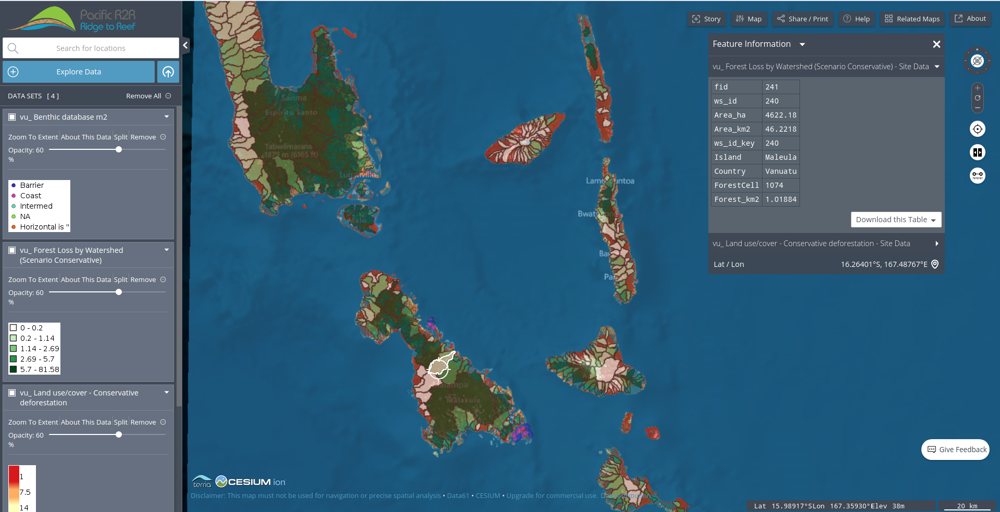 Pacific R2R
Ridge to Reef
Search for locations
Explore Data
DATA SETS [ 4 ]
Remove All
vu_ Benthic database m2
Zoom To Extent
About This Data
Split
Remove
Opacity: 60
%
Barrier
Coast
Intermed
NA
Horizontal is "
vu_ Forest Loss by Watershed
(Scenario Conservative)
Zoom To Extent
About This Data
Split
Remove
Opacity: 60
%
0 - 0.2
0.2 - 1.14
1.14 - 2.69
2.69 - 5.7
5.7 - 81.58
vu_ Land use/cover - Conservative
deforestation
Zoom To Extent
About This Data
Split
Remove
Opacity: 60
%
1
7.5
14
Sanma
Espiritu Santo
Tabwemasana
1879 m (6165 ft)
Luganville
Aore
Malo
Malampa
Malakula
terria
CESIUM ion
Disclaimer: This map must not be used for navigation or precise spatial analysis • Data61 • CESIUM • Upgrade for commercial use.
Story
Map
Share / Print
Help
Related Maps
About
Feature Information
vu_ Forest Loss by Watershed (Scenario Conservative) - Site Data
fid 241
ws_id 240
Area_ha 4622.18
Area_km2 46.2218
ws_id_key 240
Island Maleula
Country Vanuatu
ForestCell 1074
Forest_km2 1.01884
Download this Table
vu_ Land use/cover - Conservative deforestation - Site Data
Lat / Lon 16.26401°S, 167.48767°E
Give Feedback
Lat 15.98917°SLon 167.35930°Elev 38m
20 km